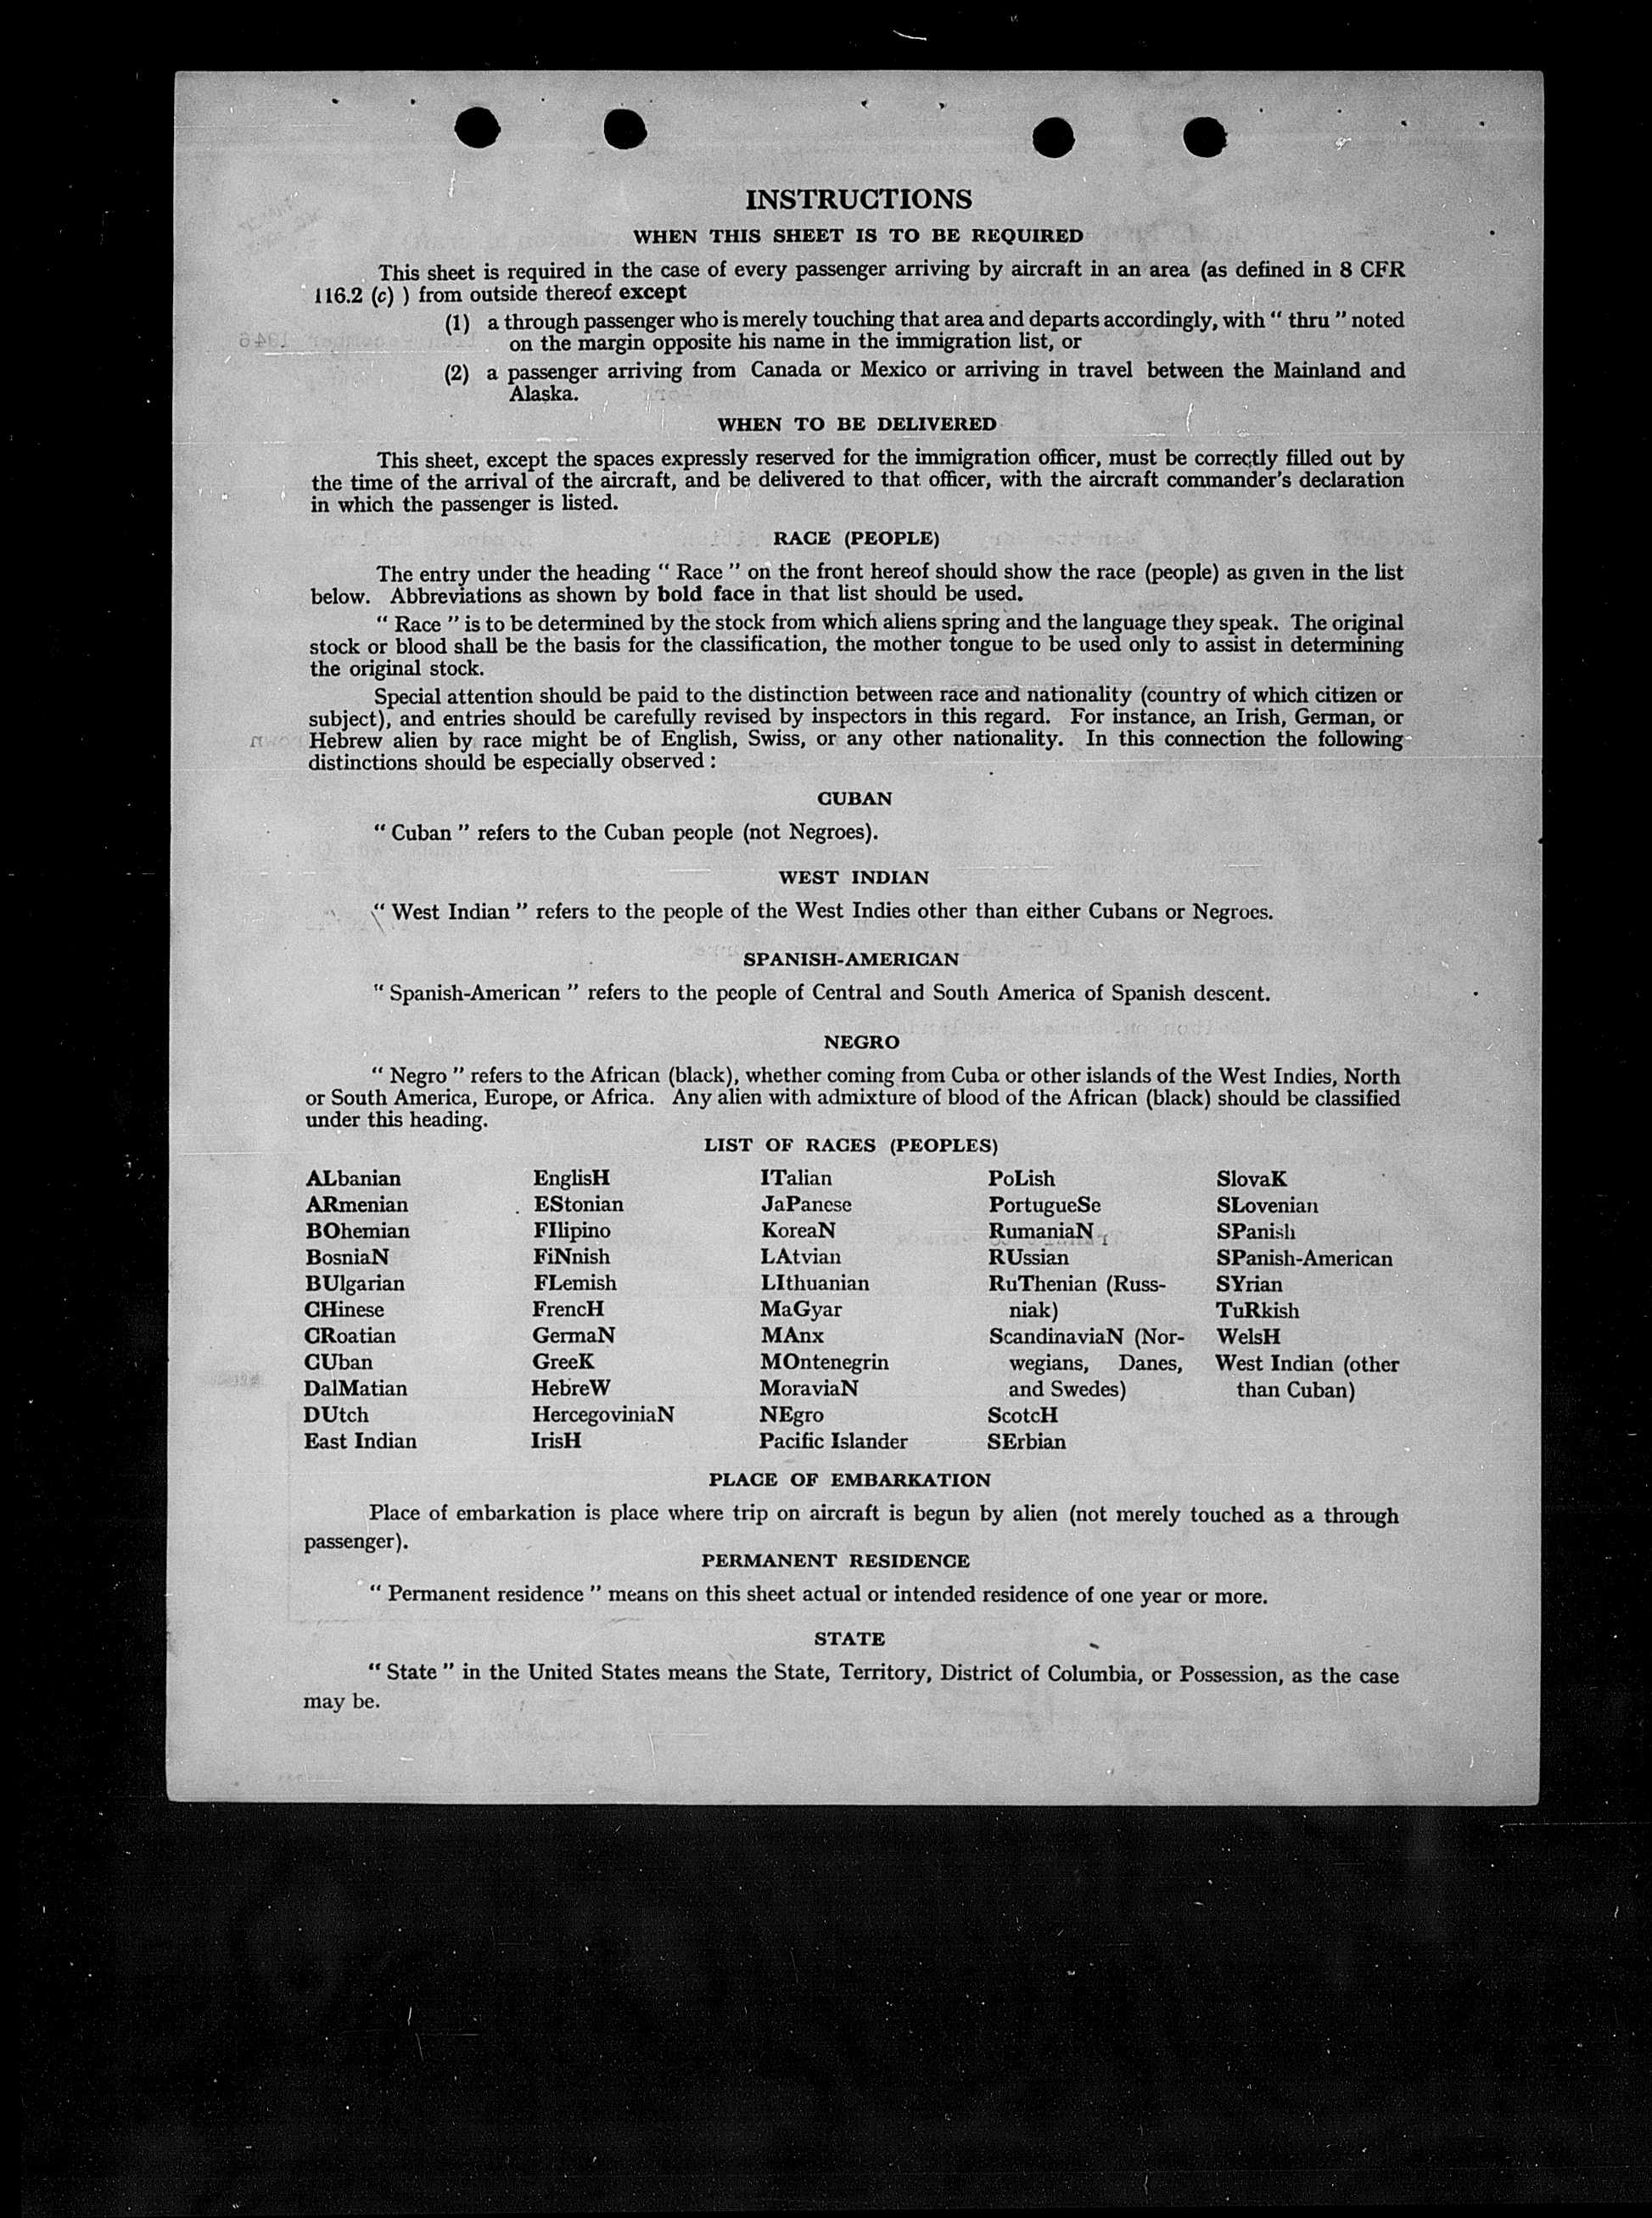 INSTRUCTIONS
WHEN THIS SHEET IS TO BE REQUIRED
This sheet is required in the case of every passenger arriving by aircraft in an area (as defined in 8 CFR
116.2 (c) ) from outside thereof except
(1) a through passenger who is merely touching that area and departs accordingly, with “ thru ” noted
on the margin opposite his name in the immigration list, or
(2) a passenger arriving from Canada or Mexico or arriving in travel between the Mainland and
Alaska.
WHEN TO BE DELIVERED
This sheet, except the spaces expressly reserved for the immigration officer, must be correctly filled out by
the time of the arrival of the aircraft, and be delivered to that officer, with the aircraft commander’s declaration
in which the passenger is listed.
RACE (PEOPLE)
The entry under the heading “ Race ” on the front hereof should show the race (people) as given in the list
below. Abbreviations as shown by bold face in that list should be used.
“ Race ” is to be determined by the stock from which aliens spring and the language they speak. The original
stock or blood shall be the basis for the classification, the mother tongue to be used only to assist in determining
the original stock.
Special attention should be paid to the distinction between race and nationality (country of which citizen or
subject), and entries should be carefully revised by inspectors in this regard. For instance, an Irish, German, or
Hebrew alien by race might be of English, Swiss, or any other nationality. In this connection the following
distinctions should be especially observed :
CUBAN
“ Cuban ” refers to the Cuban people (not Negroes).
WEST INDIAN
“ West Indian ” refers to the people of the West Indies other than either Cubans or Negroes.
SPANISH-AMERICAN
“ Spanish-American ” refers to the people of Central and South America of Spanish descent.
NEGRO
“ Negro ” refers to the African (black), whether coming from Cuba or other islands of the West Indies, North
or South America, Europe, or Africa. Any alien with admixture of blood of the African (black) should be classified
under this heading.
LIST OF RACES (PEOPLES)
ALbanian
ARmenian
BOhemian
BosniaN
BUlgarian
CHinese
CRoatian
CUban
DalMatian
DUtch
East Indian
EnglisH
EStonian
FIlipino
FiNnish
FLemish
FrencH
GermaN
GreeK
HebreW
HercegoviniaN
IrisH
ITalian
JaPanese
KoreaN
LAtvian
LIthuanian
MaGyar
MAnx
MOntenegrin
MoraviaN
NEgro
Pacific Islander
PoLish
PortugueSe
RumaniaN
RUssian
RuThenian (Russ-
niak)
ScandinaviaN (Nor-
wegians, Danes,
and Swedes)
ScotcH
SErbian
SlovaK
SLovenian
SPanish
SPanish-American
SYrian
TuRkish
WelsH
West Indian (other
than Cuban)
PLACE OF EMBARKATION
Place of embarkation is place where trip on aircraft is begun by alien (not merely touched as a through
passenger).
PERMANENT RESIDENCE
“ Permanent residence ” means on this sheet actual or intended residence of one year or more.
STATE
“ State ” in the United States means the State, Territory, District of Columbia, or Possession, as the case
may be.